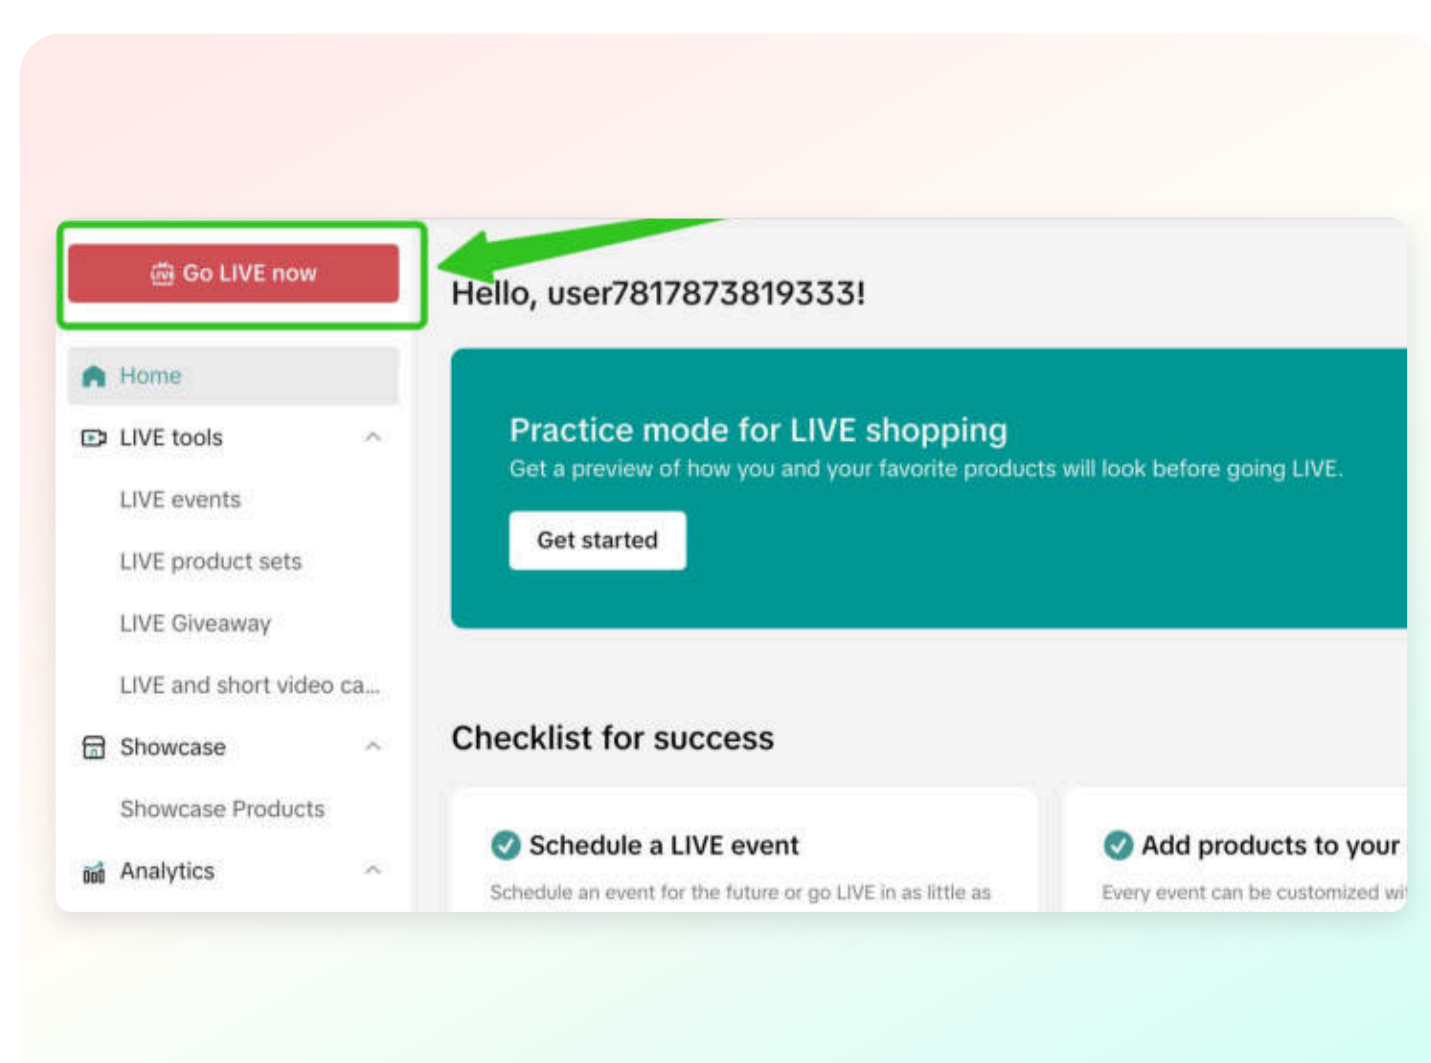 Go LIVE now
Home
LIVE tools
LIVE events
LIVE product sets
LIVE Giveaway
LIVE and short video ca...
Showcase
Showcase Products
Analytics
Hello, user7817873819333!
Practice mode for LIVE shopping
Get a preview of how you and your favorite products will look before going LIVE.
Get started
Checklist for success
Schedule a LIVE event
Schedule an event for the future or go LIVE in as little as
Add products to your
Every event can be customized wi